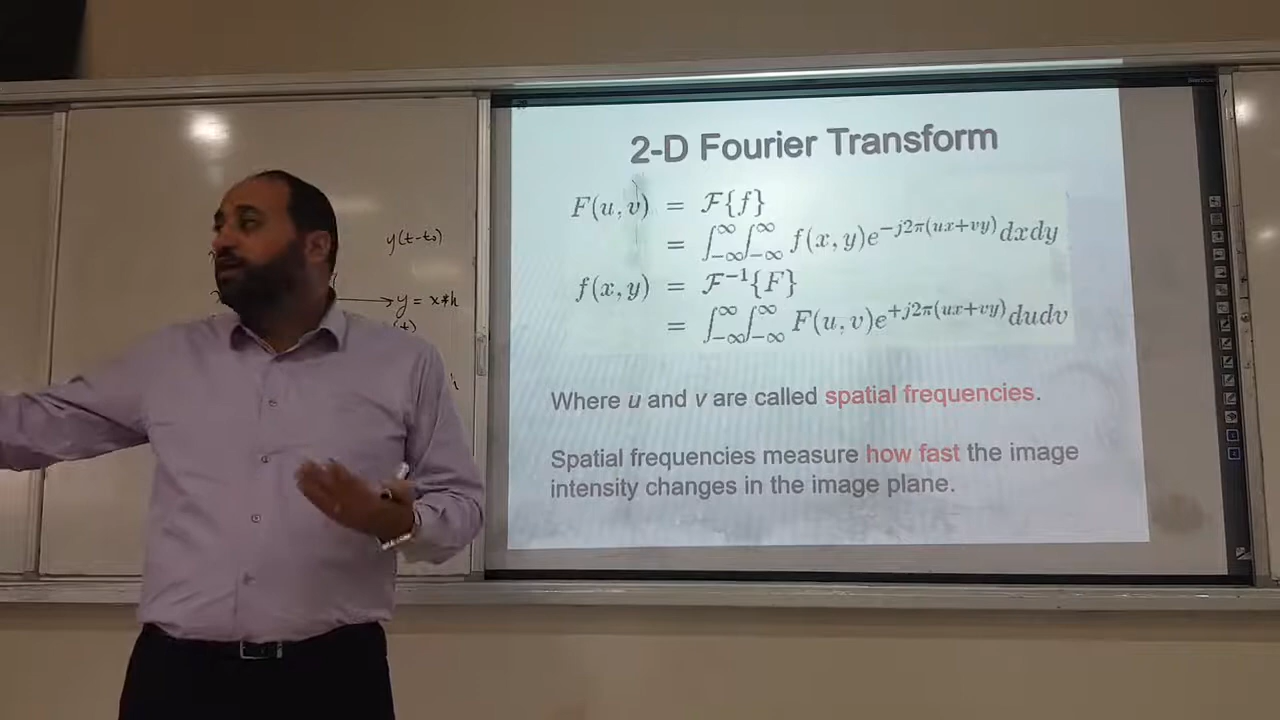 y(t-t₀)
y = x*h
(t)
2-D Fourier Transform
F(u, v) = ℱ{f}
= ∫_{-∞}^{∞}∫_{-∞}^{∞} f(x, y)e^{-j2π(ux+vy)}dxdy
f(x, y) = ℱ^{-1}{F}
= ∫_{-∞}^{∞}∫_{-∞}^{∞} F(u, v)e^{+j2π(ux+vy)}dudv
Where u and v are called spatial frequencies.
Spatial frequencies measure how fast the image
intensity changes in the image plane.